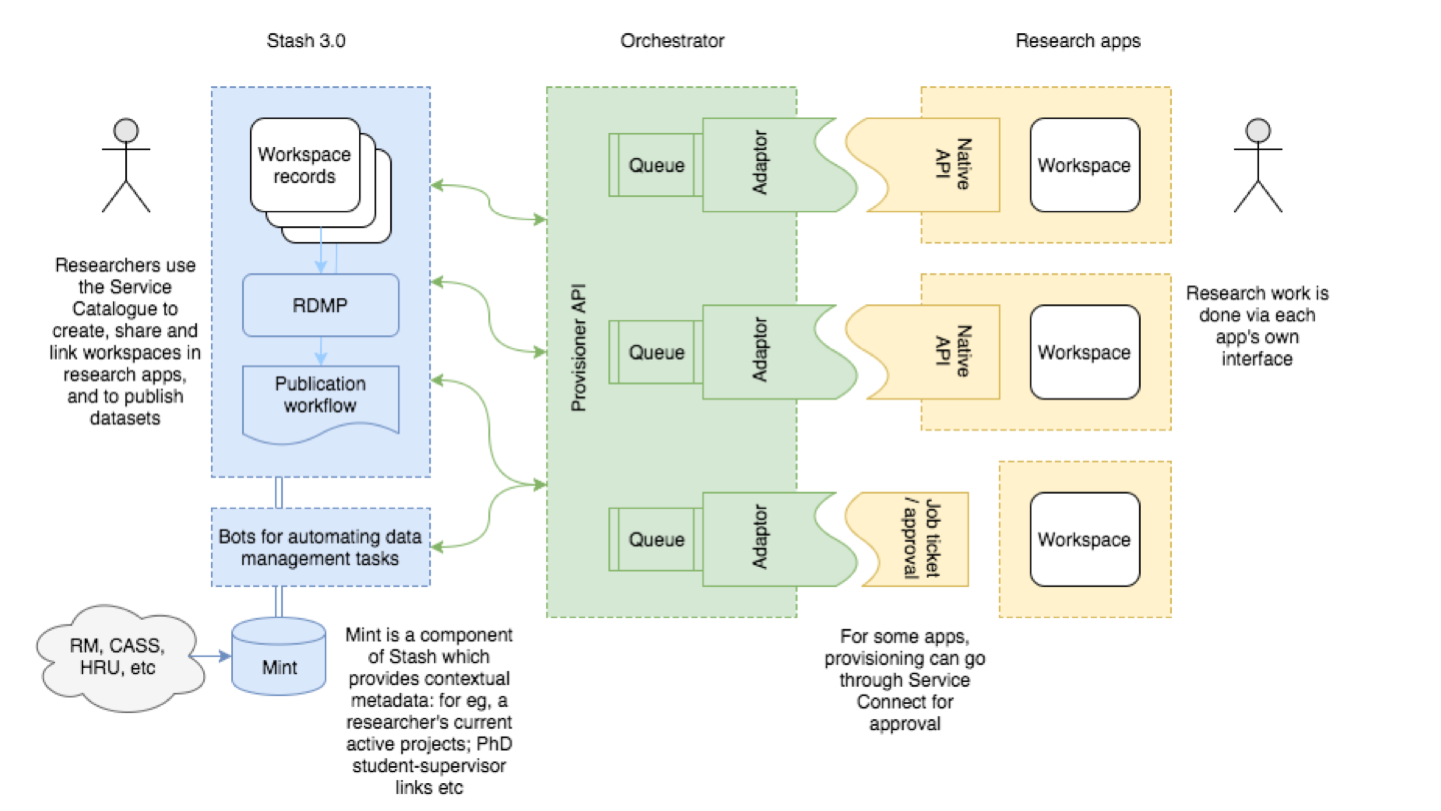 Stash 3.0
Orchestrator
Research apps
Researchers use
the Service
Catalogue to
create, share and
link workspaces in
research apps,
and to publish
datasets
Workspace
records
RDMP
Publication
workflow
Bots for automating data
management tasks
RM, CASS,
HRU, etc
Mint
Mint is a component
of Stash which
provides contextual
metadata: for eg, a
researcher's current
active projects; PhD
student-supervisor
links etc
Provisioner API
Queue
Adaptor
Native
API
Workspace
Queue
Adaptor
Native
API
Workspace
Queue
Adaptor
Job ticket
/ approval
Workspace
For some apps,
provisioning can go
through Service
Connect for
approval
Research work is
done via each
app's own
interface